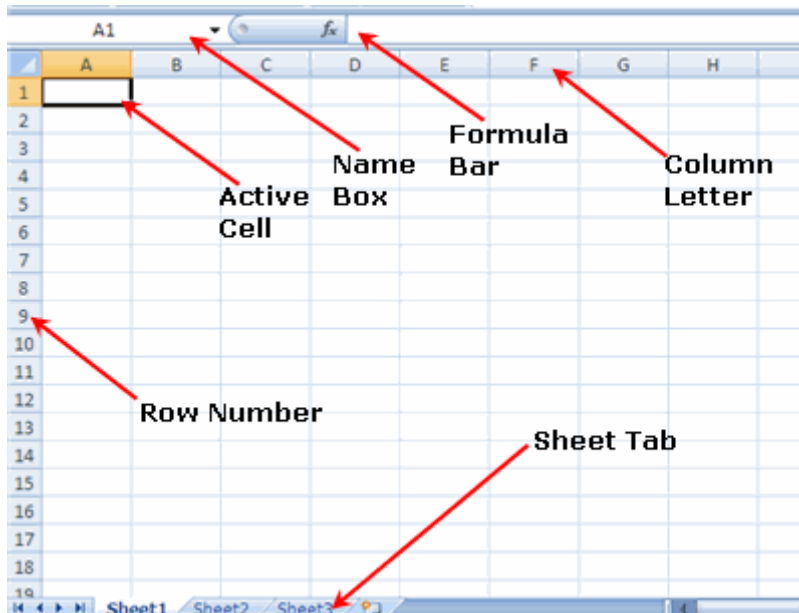 A1 fx
A B C D E F G H
1
2
3
4
5
6
7
8
9
10
11
12
13
14
15
16
17
18
19
Formula
Bar
Name
Box
Column
Letter
Active
Cell
Row Number
Sheet Tab
Sheet1 Sheet2 Sheet3